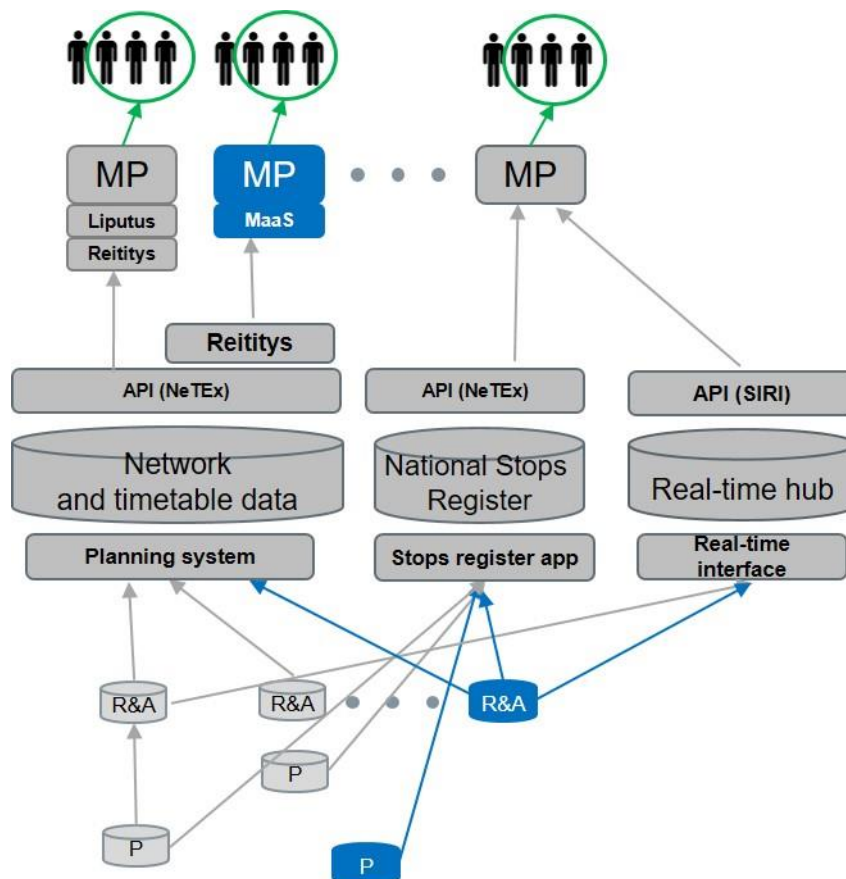 MP
MP
MP
Liputus
MaaS
Reititys
Reititys
API (NeTEx)
API (NeTEx)
API (SIRI)
Network
and timetable data
National Stops
Register
Real-time hub
Planning system
Stops register app
Real-time
interface
R&A
R&A
R&A
P
P
P